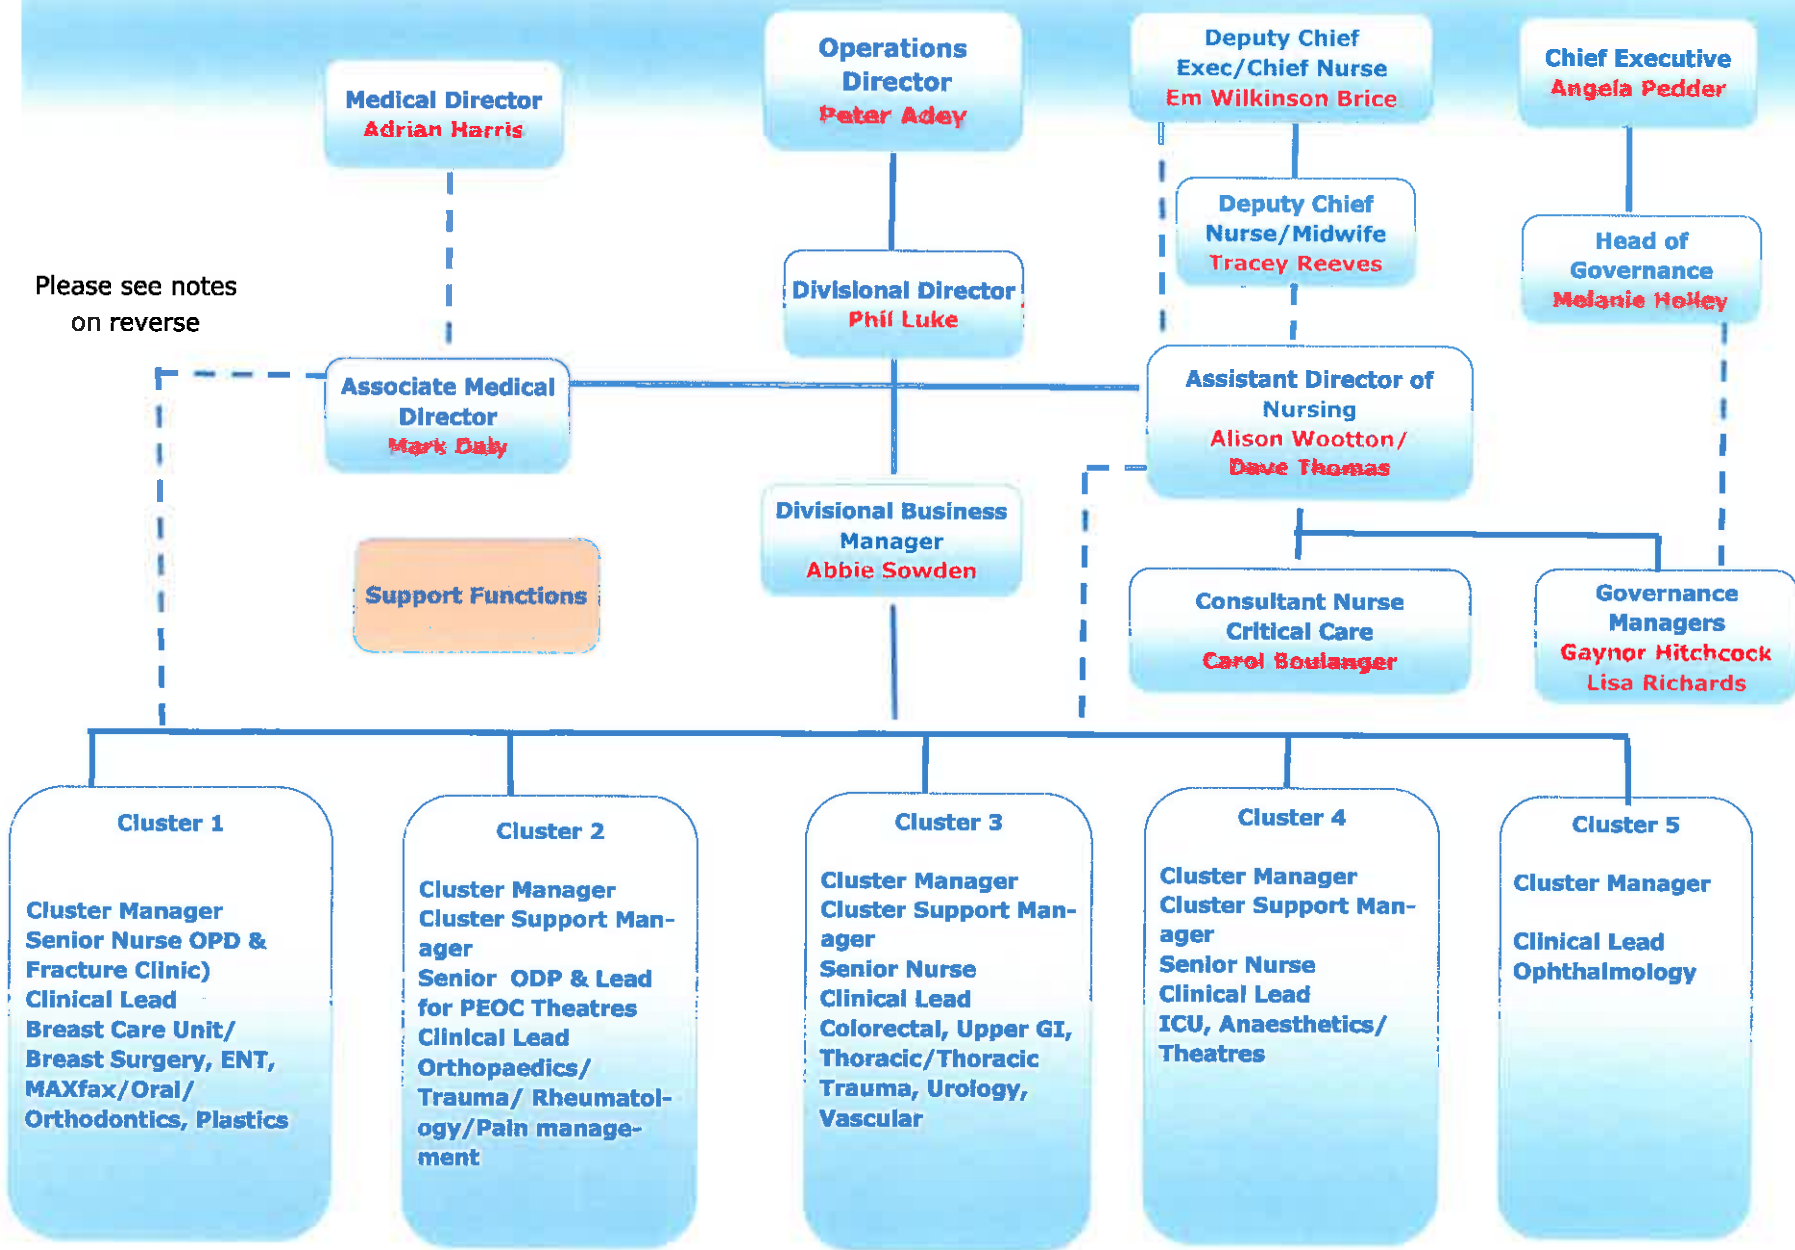 Medical Director
Adrian Harris
Operations
Director
Peter Adey
Deputy Chief
Exec/Chief Nurse
Em Wilkinson Brice
Chief Executive
Angela Pedder
Deputy Chief
Nurse/Midwife
Tracey Reeves
Head of
Governance
Melanie Holley
Please see notes
on reverse
Divisional Director
Phil Luke
Associate Medical
Director
Mark Daly
Assistant Director of
Nursing
Alison Wootton/
Dave Thomas
Divisional Business
Manager
Abbie Sowden
Support Functions
Consultant Nurse
Critical Care
Carol Boulanger
Governance
Managers
Gaynor Hitchcock
Lisa Richards
Cluster 1
Cluster Manager
Senior Nurse OPD &
Fracture Clinic)
Clinical Lead
Breast Care Unit/
Breast Surgery, ENT,
MAXfax/Oral/
Orthodontics, Plastics
Cluster 2
Cluster Manager
Cluster Support Man-
ager
Senior ODP & Lead
for PEOC Theatres
Clinical Lead
Orthopaedics/
Trauma/ Rheumatol-
ogy/Pain manage-
ment
Cluster 3
Cluster Manager
Cluster Support Man-
ager
Senior Nurse
Clinical Lead
Colorectal, Upper GI,
Thoracic/Thoracic
Trauma, Urology,
Vascular
Cluster 4
Cluster Manager
Cluster Support Man-
ager
Senior Nurse
Clinical Lead
ICU, Anaesthetics/
Theatres
Cluster 5
Cluster Manager
Clinical Lead
Ophthalmology